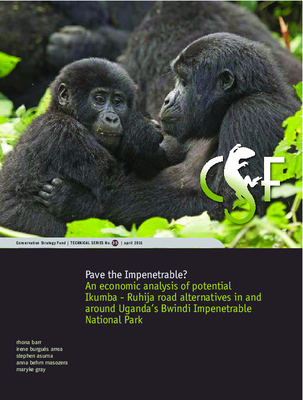 CSF
Conservation Strategy Fund | TECHNICAL SERIES No. 35 | april 2015
Pave the Impenetrable?
An economic analysis of potential
Ikumba - Ruhija road alternatives in and
around Uganda's Bwindi Impenetrable
National Park
rhona barr
irene burgués arrea
stephen asuma
anna behm masozera
maryke gray